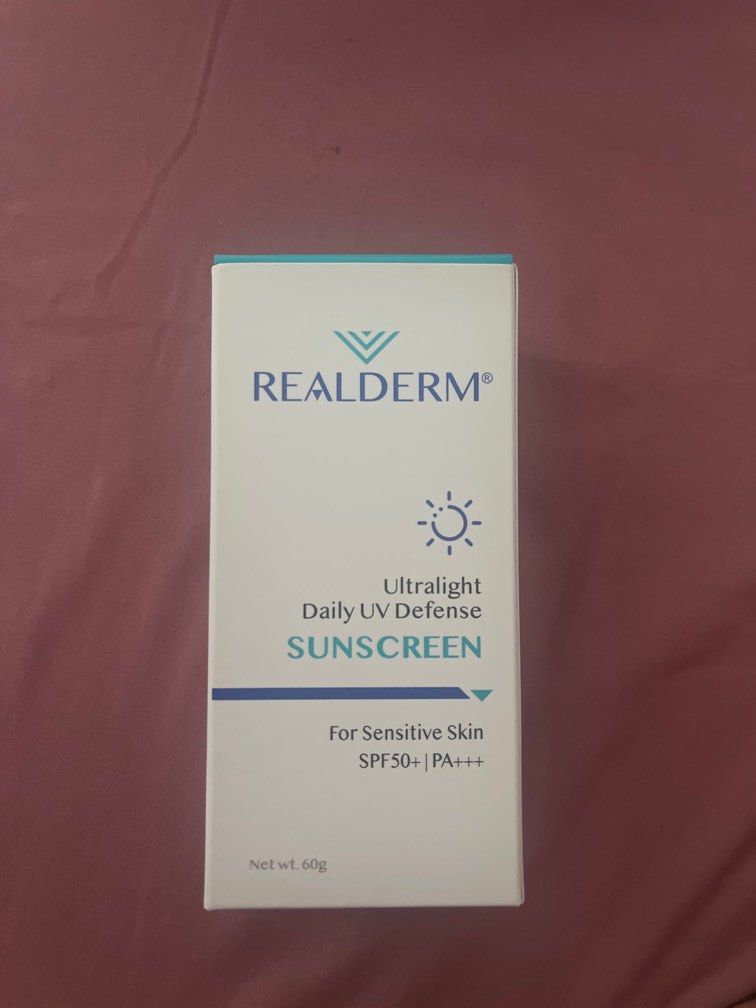 REALDERM®
Ultralight
Daily UV Defense
SUNSCREEN
For Sensitive Skin
SPF50+|PA+++
Net wt. 60g